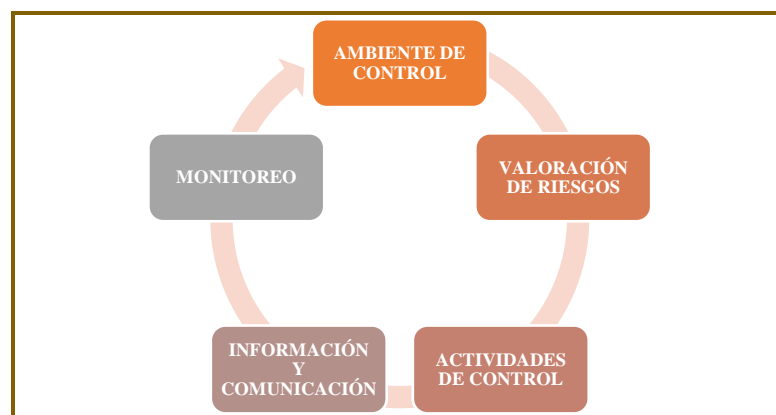 AMBIENTE DE
CONTROL
VALORACIÓN
DE RIESGOS
ACTIVIDADES
DE CONTROL
INFORMACIÓN
Y
COMUNICACIÓN
MONITOREO